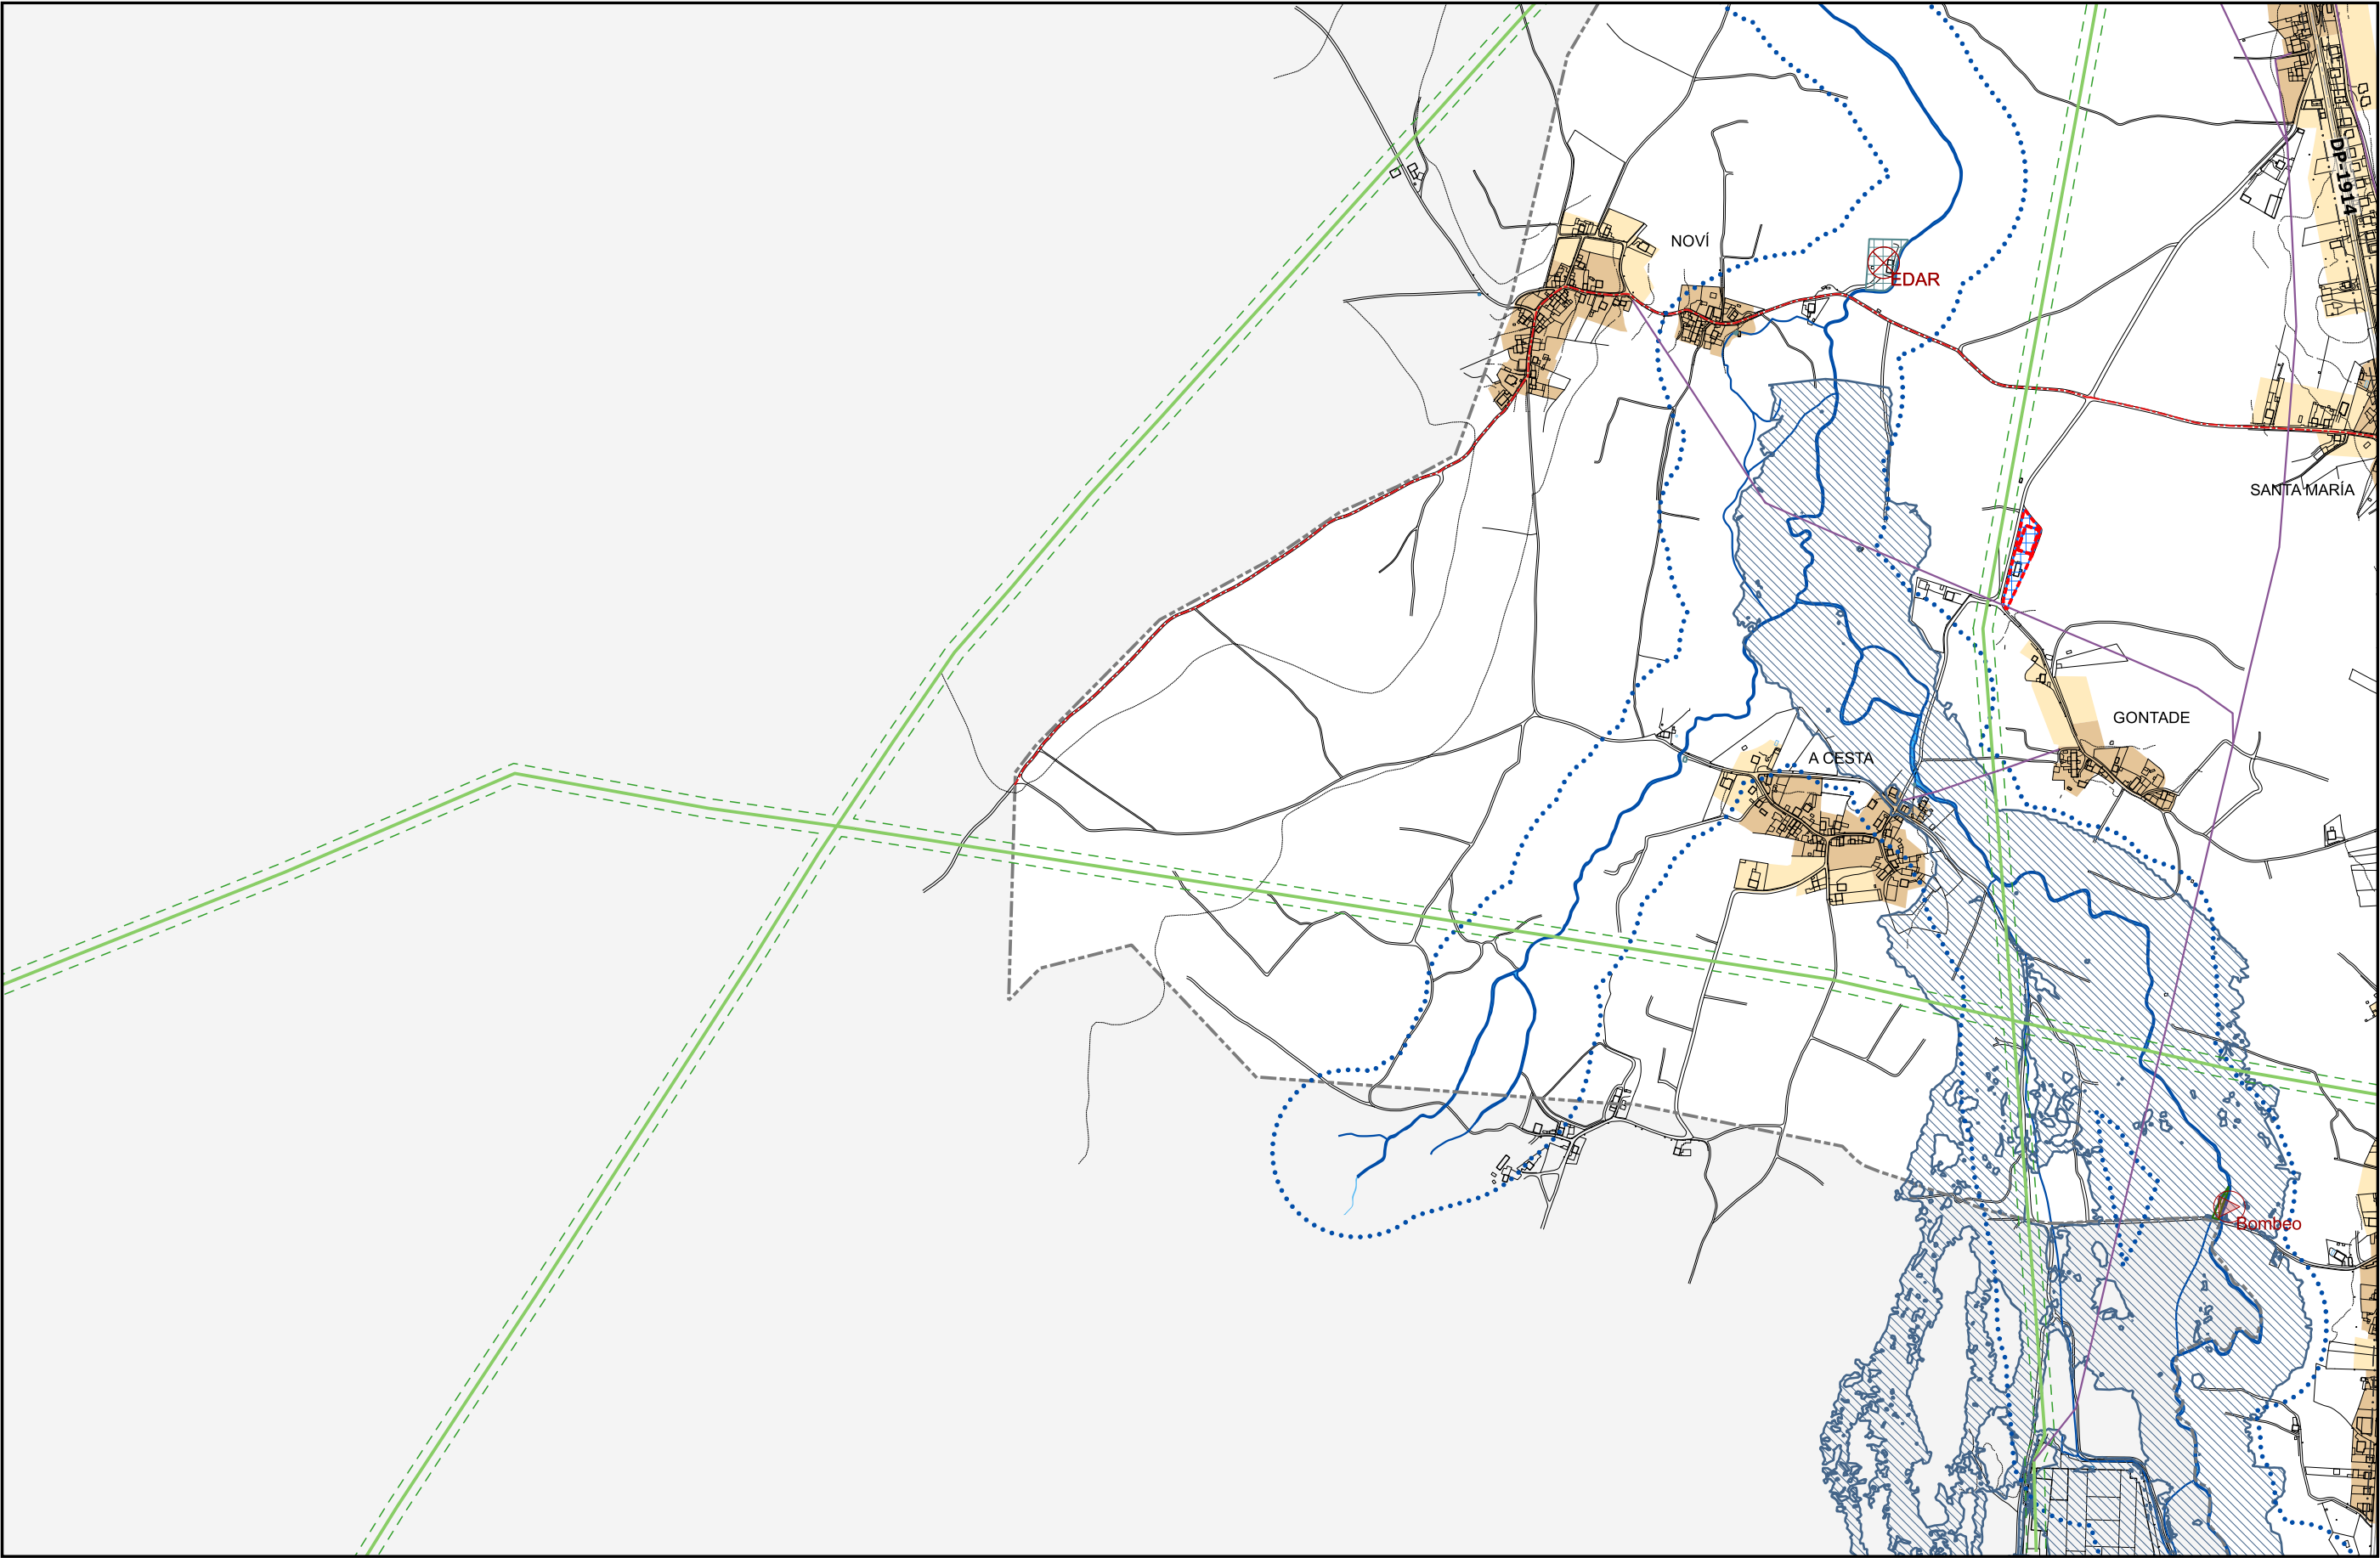 DP-1914
NOVÍ
EDAR
SANTA MARÍA
GONTADE
A CESTA
Bombeo